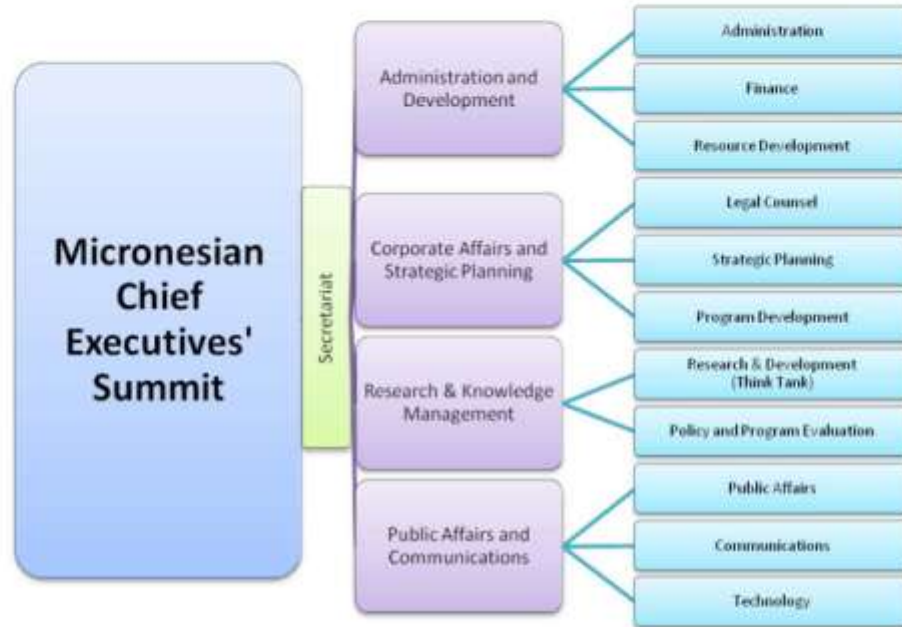 Micronesian
Chief
Executives'
Summit
Secretariat
Administration and
Development
Administration
Finance
Resource Development
Corporate Affairs and
Strategic Planning
Legal Counsel
Strategic Planning
Program Development
Research & Knowledge
Management
Research & Development
(Think Tank)
Policy and Program Evaluation
Public Affairs and
Communications
Public Affairs
Communications
Technology